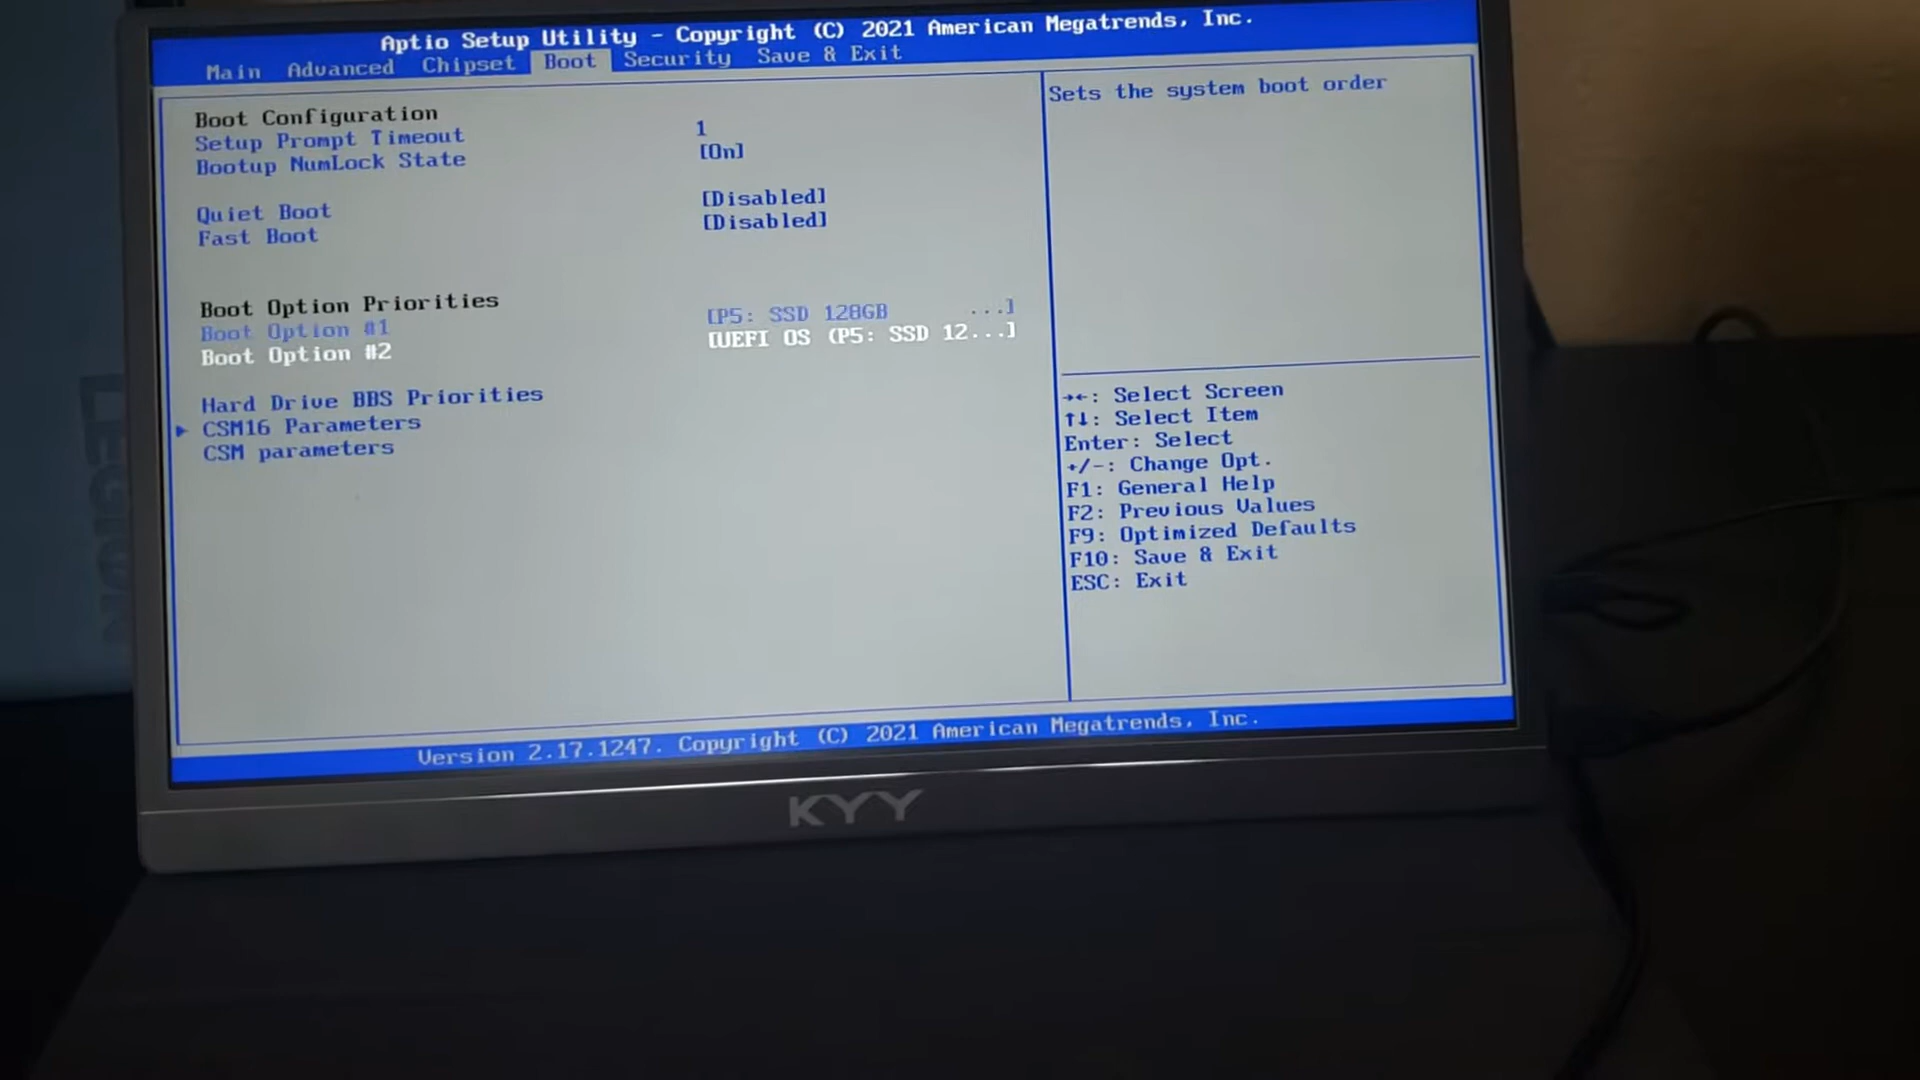 Aptio Setup Utility - Copyright (C) 2021 American Megatrends, Inc.
Main Advanced Chipset Boot Security Save & Exit
Boot Configuration
Setup Prompt Timeout 1
Bootup NumLock State [On]
Quiet Boot [Disabled]
Fast Boot [Disabled]
Boot Option Priorities
Boot Option #1 [P5: SSD 128GB ...]
Boot Option #2 [UEFI OS (P5: SSD 12...]
Hard Drive BBS Priorities
CSM16 Parameters
CSM parameters
Sets the system boot order
→←: Select Screen
↑↓: Select Item
Enter: Select
+/-: Change Opt.
F1: General Help
F2: Previous Values
F9: Optimized Defaults
F10: Save & Exit
ESC: Exit
Version 2.17.1247. Copyright (C) 2021 American Megatrends, Inc.
KYY
LEGION